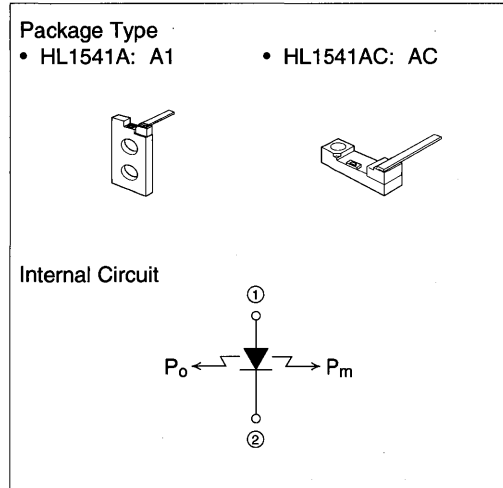 Package Type
• HL1541A: A1 • HL1541AC: AC
Internal Circuit
①
Po Pm
②